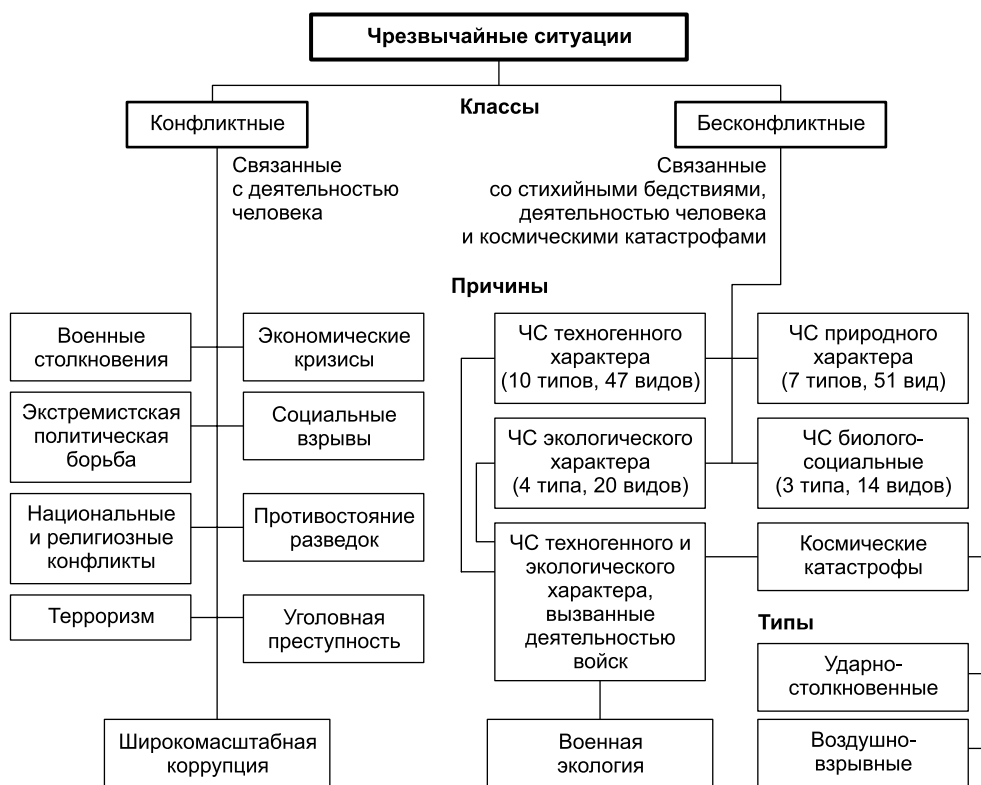 Чрезвычайные ситуации
Классы
Конфликтные
Бесконфликтные
Связанные
с деятельностью
человека
Связанные
со стихийными бедствиями,
деятельностью человека
и космическими катастрофами
Причины
Военные
столкновения
Экономические
кризисы
Экстремистская
политическая
борьба
Социальные
взрывы
Национальные
и религиозные
конфликты
Противостояние
разведок
Терроризм
Уголовная
преступность
Широкомасштабная
коррупция
ЧС техногенного
характера
(10 типов, 47 видов)
ЧС природного
характера
(7 типов, 51 вид)
ЧС экологического
характера
(4 типа, 20 видов)
ЧС биолого-
социальные
(3 типа, 14 видов)
ЧС техногенного и
экологического
характера,
вызванные
деятельностью
войск
Космические
катастрофы
Типы
Ударно-
столкновенные
Военная
экология
Воздушно-
взрывные